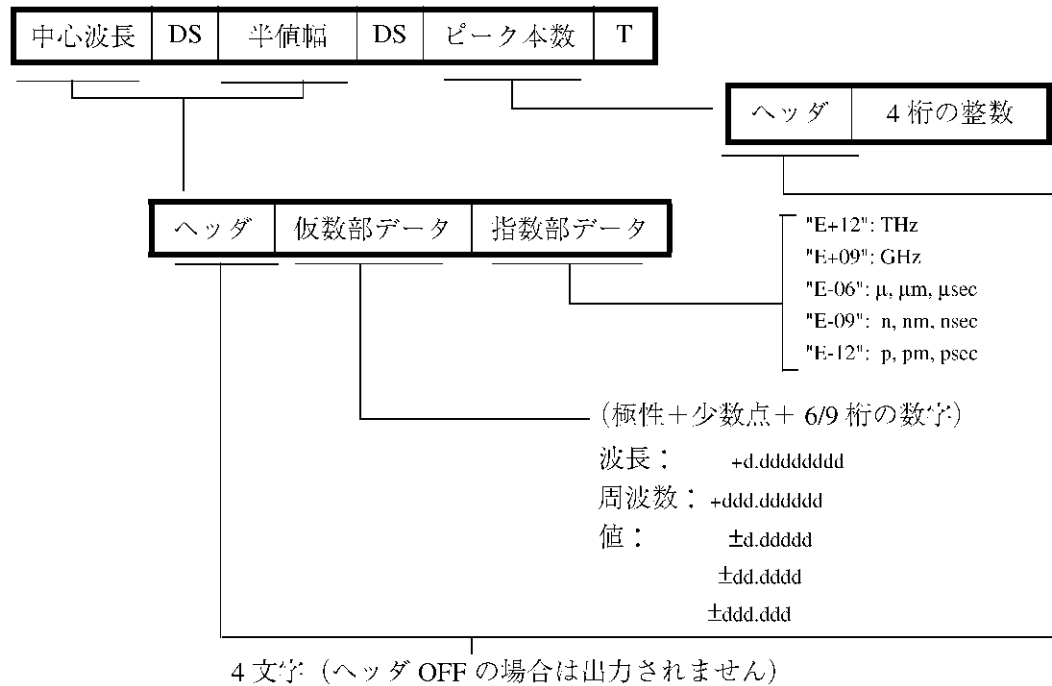 中心波長 DS 半値幅 DS ピーク本数 T
ヘッダ 4 桁の整数
ヘッダ 仮数部データ 指数部データ
"E+12": THz
"E+09": GHz
"E-06": μ, μm, μsec
"E-09": n, nm, nsec
"E-12": p, pm, psec
(極性+少数点+ 6/9 桁の数字)
波長: +d.dddddddd
周波数: +ddd.dddddd
値: ±d.ddddd
±dd.dddd
±ddd.ddd
4 文字(ヘッダ OFF の場合は出力されません)